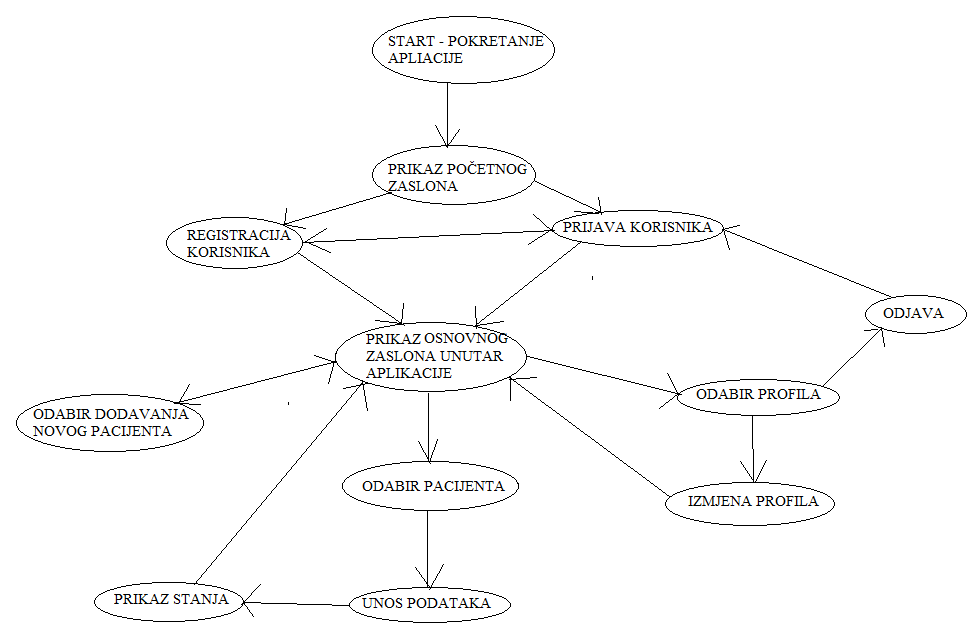 START - POKRETANJE
APLIACIJE
PRIKAZ POČETNOG
ZASLONA
REGISTRACIJA
KORISNIKA
PRIJAVA KORISNIKA
ODJAVA
PRIKAZ OSNOVNOG
ZASLONA UNUTAR
APLIKACIJE
ODABIR DODAVANJA
NOVOG PACIJENTA
ODABIR PROFILA
ODABIR PACIJENTA
IZMJENA PROFILA
PRIKAZ STANJA
UNOS PODATAKA